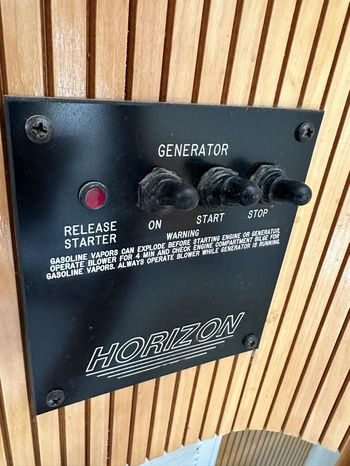 GENERATOR
RELEASE
STARTER
ON
START
STOP
WARNING
GASOLINE VAPORS CAN EXPLODE BEFORE STARTING ENGINE OR GENERATOR,
OPERATE BLOWER FOR 4 MIN AND CHECK ENGINE COMPARTMENT BILGE FOR
GASOLINE VAPORS. ALWAYS OPERATE BLOWER WHILE GENERATOR IS RUNNING.
HORIZON